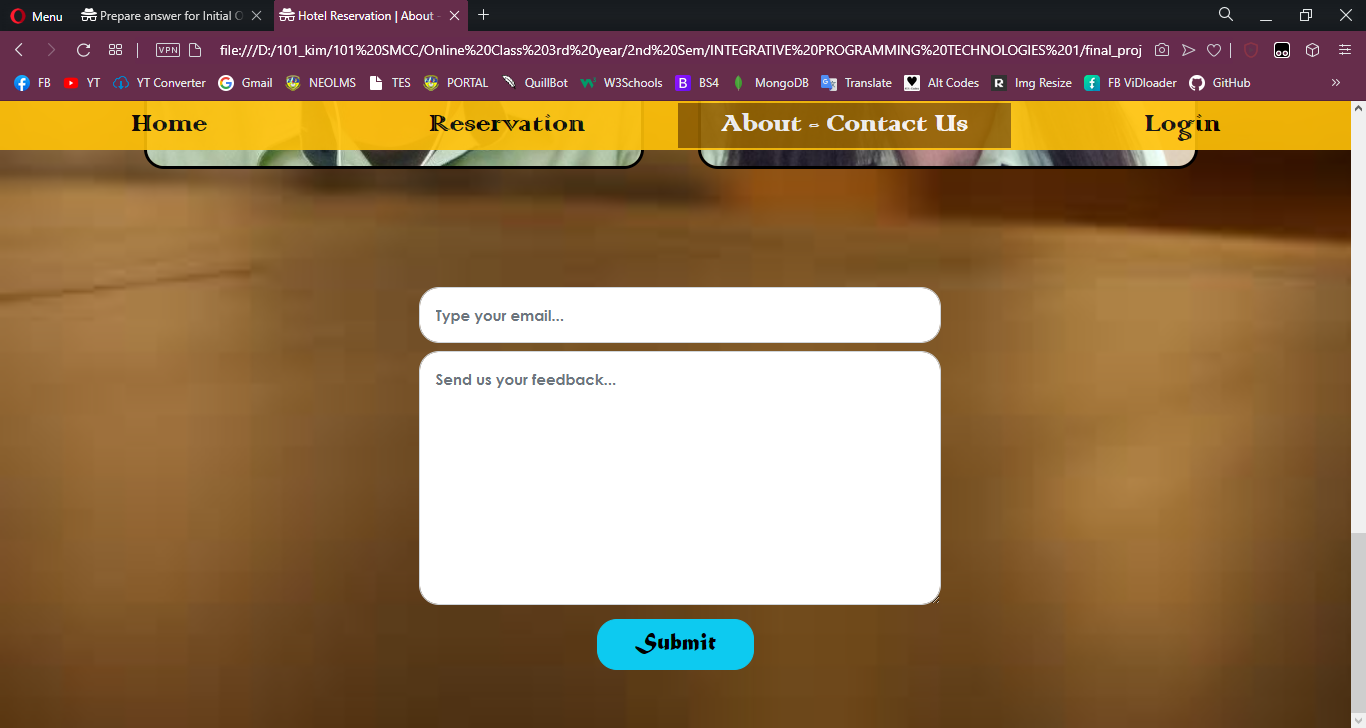 Menu
Prepare answer for Initial
Hotel Reservation | About -
VPN
file:///D:/101_kim/101%20SMCC/Online%20Class%203rd%20year/2nd%20Sem/INTEGRATIVE%20PROGRAMMING%20TECHNOLOGIES%201/final_proj
FB
YT
YT Converter
Gmail
NEOLMS
TES
PORTAL
QuillBot
W3Schools
B BS4
MongoDB
Translate
Alt Codes
R Img Resize
FB ViDloader
GitHub
Home
Reservation
About - Contact Us
Login
Type your email...
Send us your feedback...
Submit